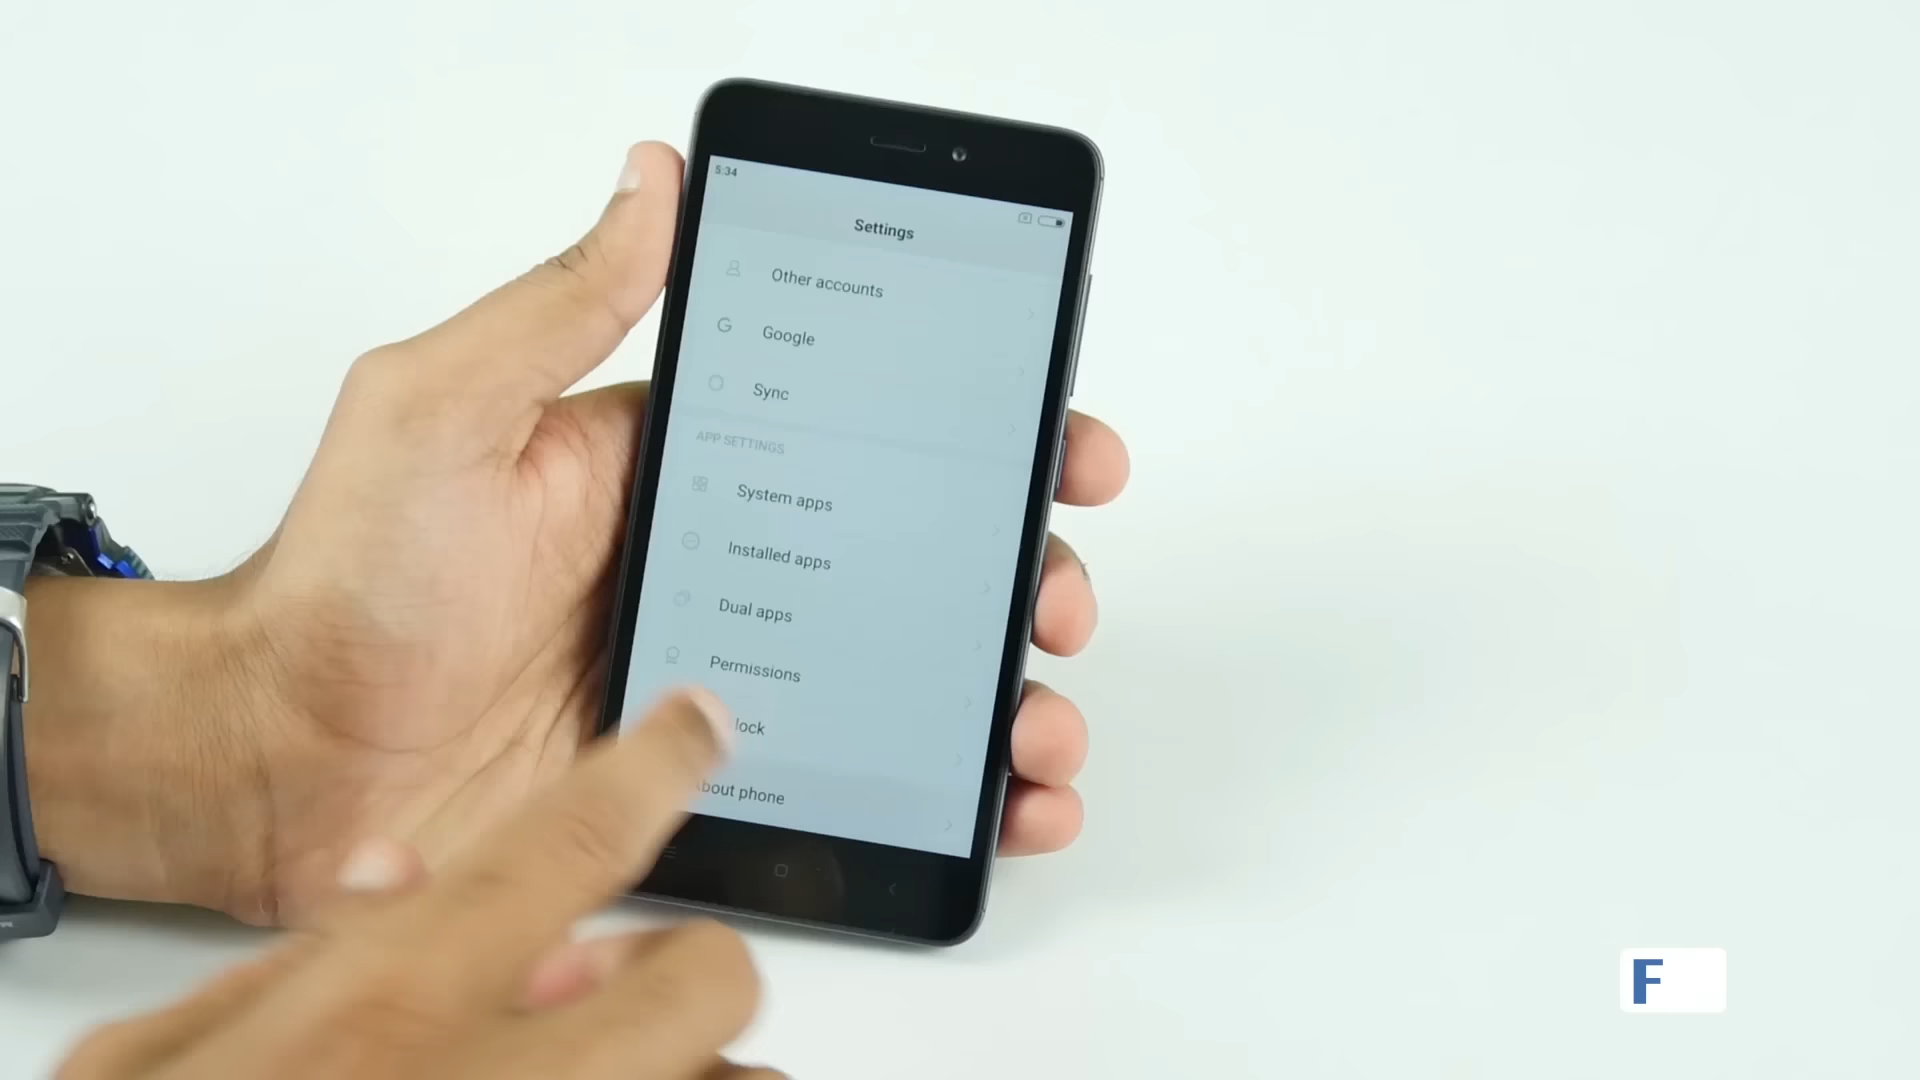 5:34
Settings
Other accounts
Google
Sync
APP SETTINGS
System apps
Installed apps
Dual apps
Permissions
lock
bout phone
F